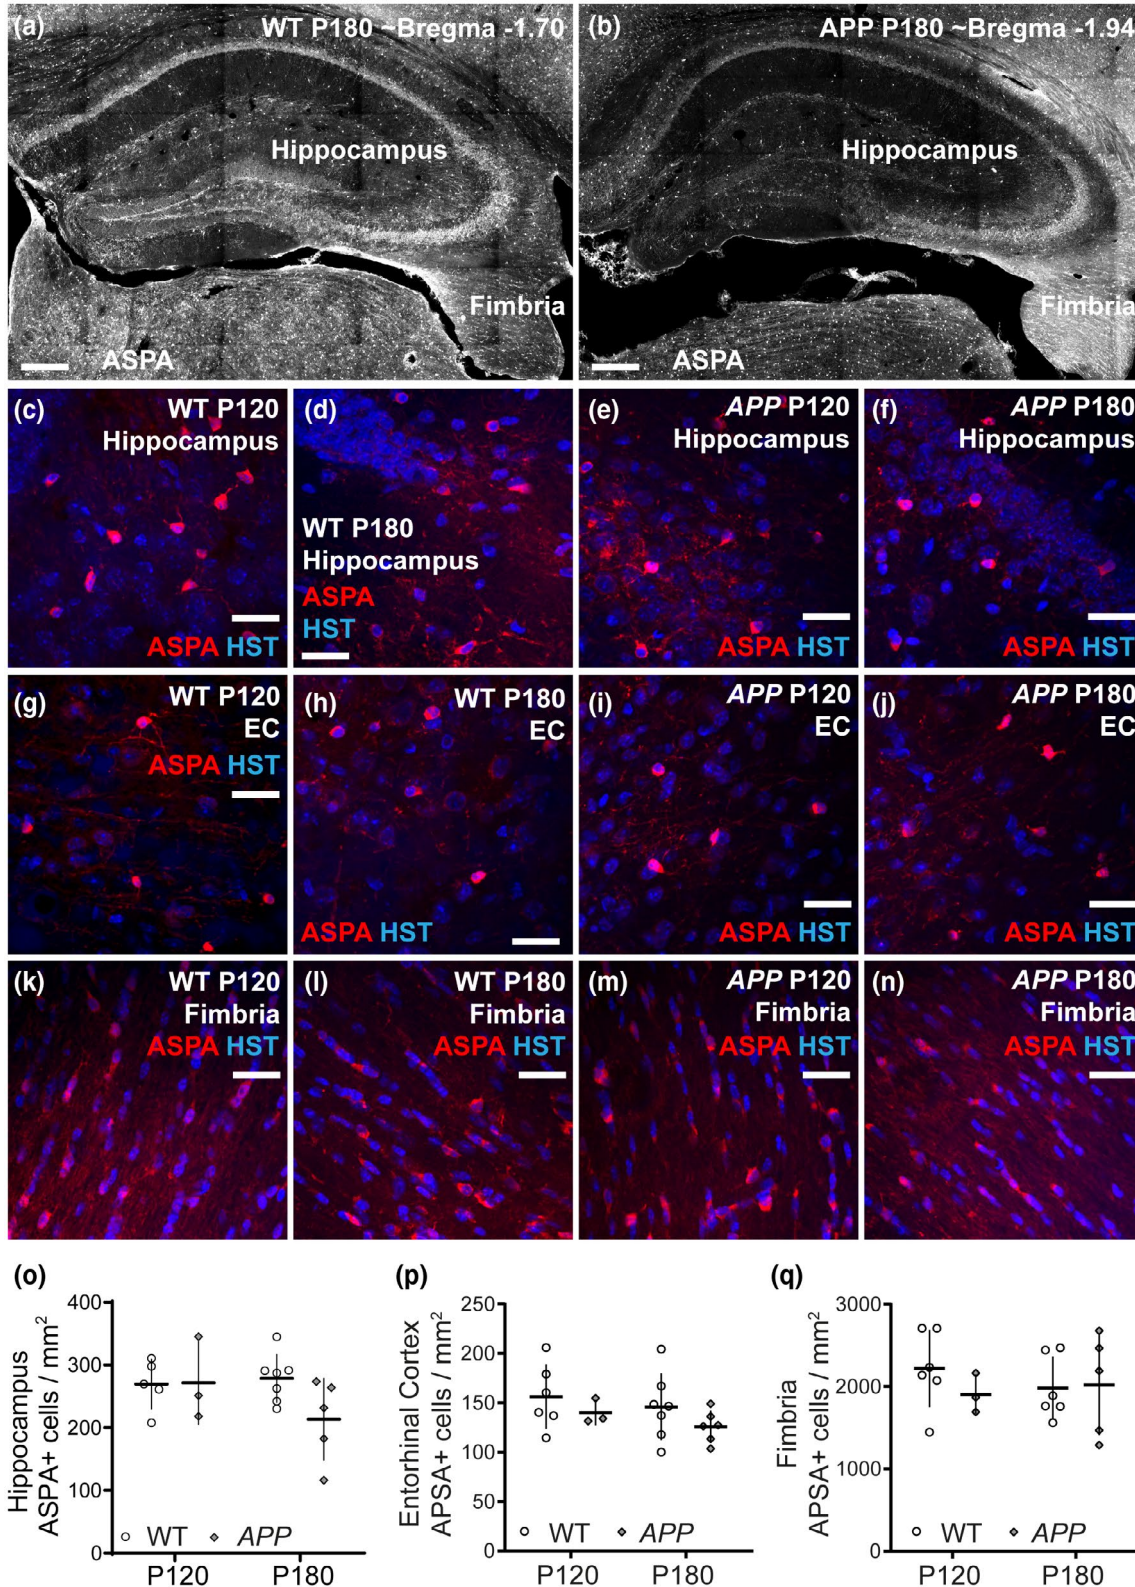 (a) WT P180 ~Bregma -1.70
Hippocampus
Fimbria
ASPA
(b) APP P180 ~Bregma -1.94
Hippocampus
Fimbria
ASPA
(c) WT P120
Hippocampus
ASPA HST
(d)
WT P180
Hippocampus
ASPA
HST
(e) APP P120
Hippocampus
ASPA HST
(f) APP P180
Hippocampus
ASPA HST
(g) WT P120
EC
ASPA HST
(h) WT P180
EC
ASPA HST
(i) APP P120
EC
ASPA HST
(j) APP P180
EC
ASPA HST
(k) WT P120
Fimbria
ASPA HST
(l) WT P180
Fimbria
ASPA HST
(m) APP P120
Fimbria
ASPA HST
(n) APP P180
Fimbria
ASPA HST
(o)
Hippocampus
ASPA+ cells / mm²
400
300
200
100
0
WT APP
P120 P180
(p)
Entorhinal Cortex
APSA+ cells / mm²
250
200
150
100
50
0
WT APP
P120 P180
(q)
Fimbria
APSA+ cells / mm²
3000
2000
1000
0
WT APP
P120 P180